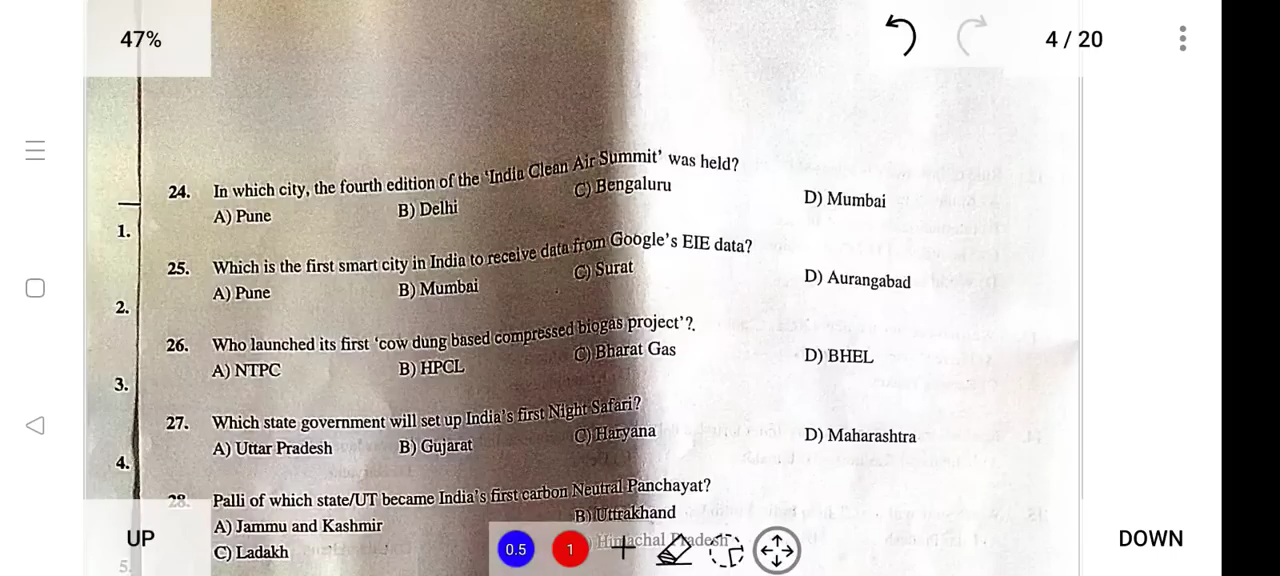 47%
4 / 20
24. In which city, the fourth edition of the ‘India Clean Air Summit’ was held?
A) Pune B) Delhi C) Bengaluru D) Mumbai
1.
25. Which is the first smart city in India to receive data from Google’s EIE data?
A) Pune B) Mumbai C) Surat D) Aurangabad
2.
26. Who launched its first ‘cow dung based compressed biogas project’?.
A) NTPC B) HPCL C) Bharat Gas D) BHEL
3.
27. Which state government will set up India’s first Night Safari?
A) Uttar Pradesh B) Gujarat C) Haryana D) Maharashtra
4.
28. Palli of which state/UT became India’s first carbon Neutral Panchayat?
A) Jammu and Kashmir B) Uttrakhand
C) Ladakh Himachal Pradesh
5.
UP
0.5
1
DOWN